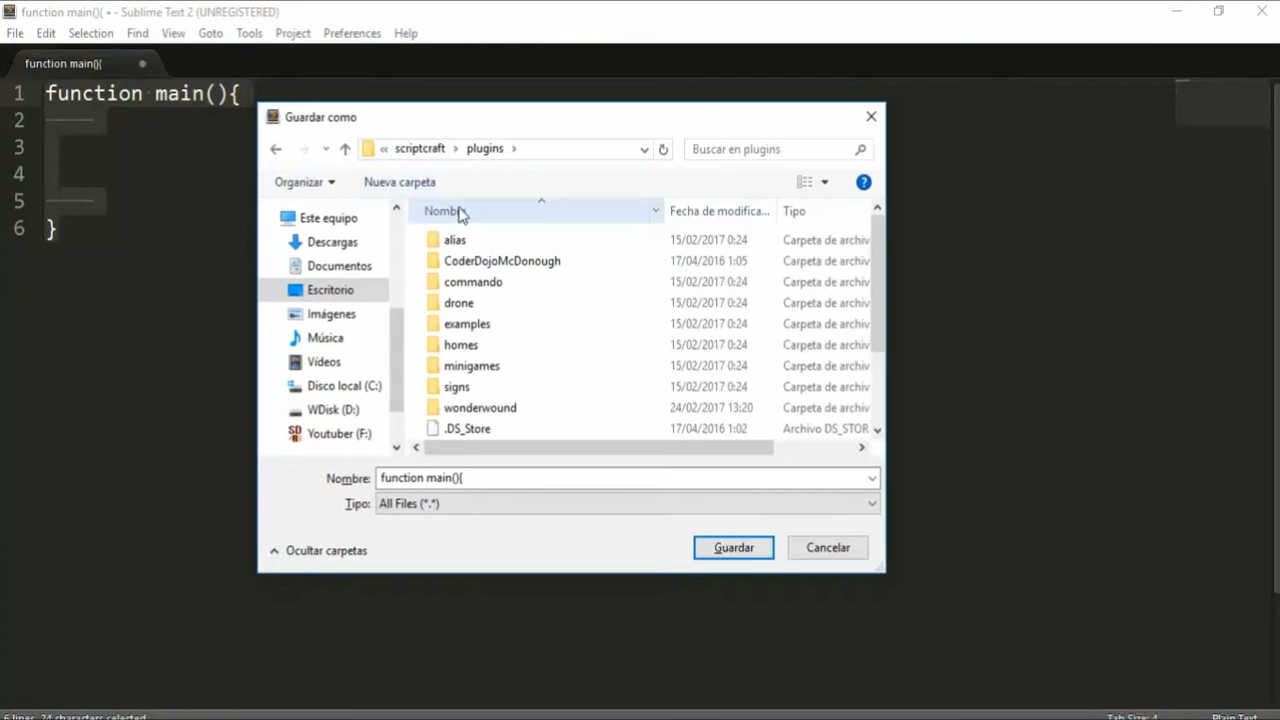 function main(){ • - Sublime Text 2 (UNREGISTERED)
File Edit Selection Find View Goto Tools Project Preferences Help
function main(){
1 function main(){
2
3
4
5
6 }
Guardar como
« scriptcraft › plugins ›
Buscar en plugins
Organizar Nueva carpeta
Este equipo
Descargas
Documentos
Escritorio
Imágenes
Música
Vídeos
Disco local (C:)
WDisk (D:)
Youtuber (F:)
Nombre Fecha de modifica... Tipo
alias 15/02/2017 0:24 Carpeta de archiv
CoderDojoMcDonough 17/04/2016 1:05 Carpeta de archiv
commando 15/02/2017 0:24 Carpeta de archiv
drone 15/02/2017 0:24 Carpeta de archiv
examples 15/02/2017 0:24 Carpeta de archiv
homes 15/02/2017 0:24 Carpeta de archiv
minigames 15/02/2017 0:24 Carpeta de archiv
signs 15/02/2017 0:24 Carpeta de archiv
wonderwound 24/02/2017 13:20 Carpeta de archiv
.DS_Store 17/04/2016 1:02 Archivo DS_STOR
Nombre: function main(){
Tipo: All Files (*.*)
Ocultar carpetas
Guardar Cancelar
6 lines, 24 characters selected
Tab Size: 4 Plain Text